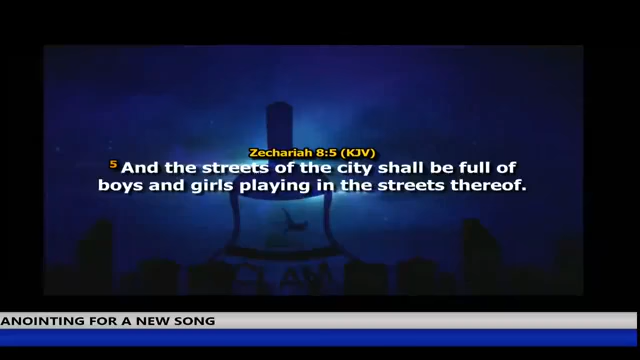 Zechariah 8:5 (KJV)
5 And the streets of the city shall be full of
boys and girls playing in the streets thereof.
GLAM
ANOINTING FOR A NEW SONG